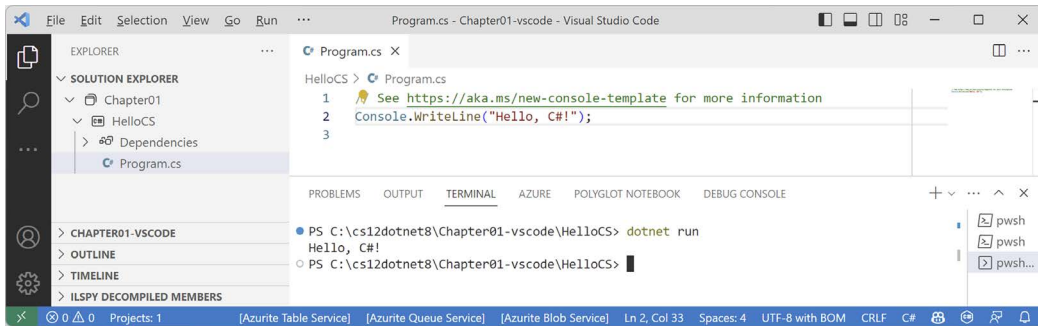 File Edit Selection View Go Run ··· Program.cs - Chapter01-vscode - Visual Studio Code
EXPLORER ···
SOLUTION EXPLORER
Chapter01
HelloCS
Dependencies
Program.cs
CHAPTER01-VSCODE
OUTLINE
TIMELINE
ILSPY DECOMPILED MEMBERS
Program.cs
HelloCS > Program.cs
1 // See https://aka.ms/new-console-template for more information
2 Console.WriteLine("Hello, C#!");
3
PROBLEMS OUTPUT TERMINAL AZURE POLYGLOT NOTEBOOK DEBUG CONSOLE
PS C:\cs12dotnet8\Chapter01-vscode\HelloCS> dotnet run
Hello, C#!
PS C:\cs12dotnet8\Chapter01-vscode\HelloCS>
pwsh
pwsh
pwsh...
0 0 Projects: 1 [Azurite Table Service] [Azurite Queue Service] [Azurite Blob Service] Ln 2, Col 33 Spaces: 4 UTF-8 with BOM CRLF C#